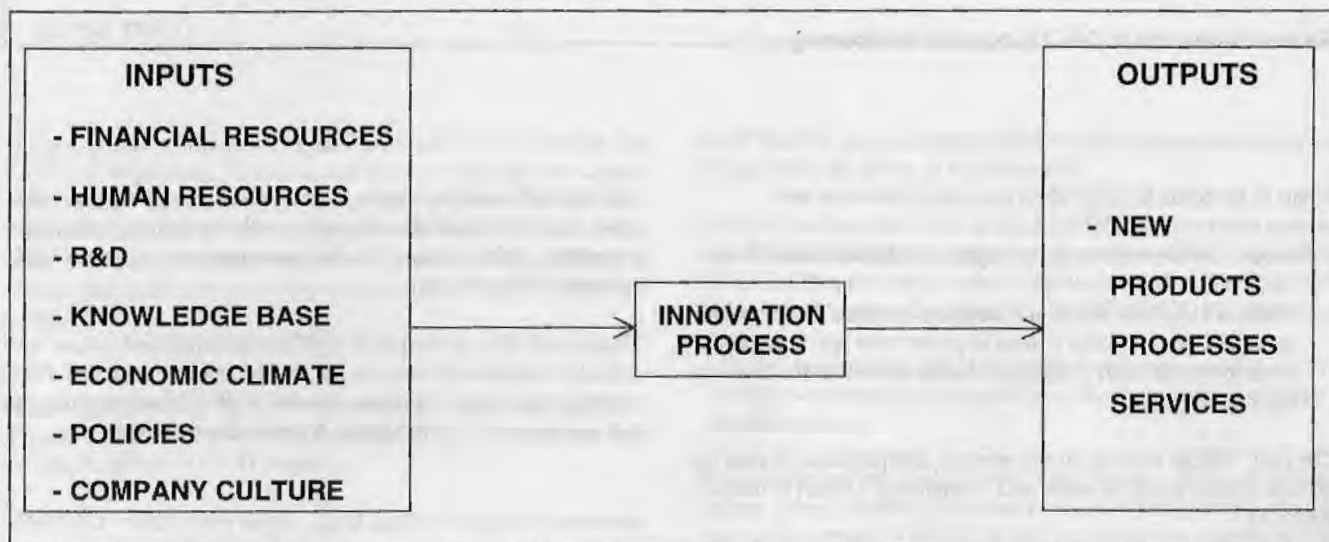 INPUTS
- FINANCIAL RESOURCES
- HUMAN RESOURCES
- R&D
- KNOWLEDGE BASE
- ECONOMIC CLIMATE
- POLICIES
- COMPANY CULTURE
INNOVATION
PROCESS
OUTPUTS
- NEW
PRODUCTS
PROCESSES
SERVICES